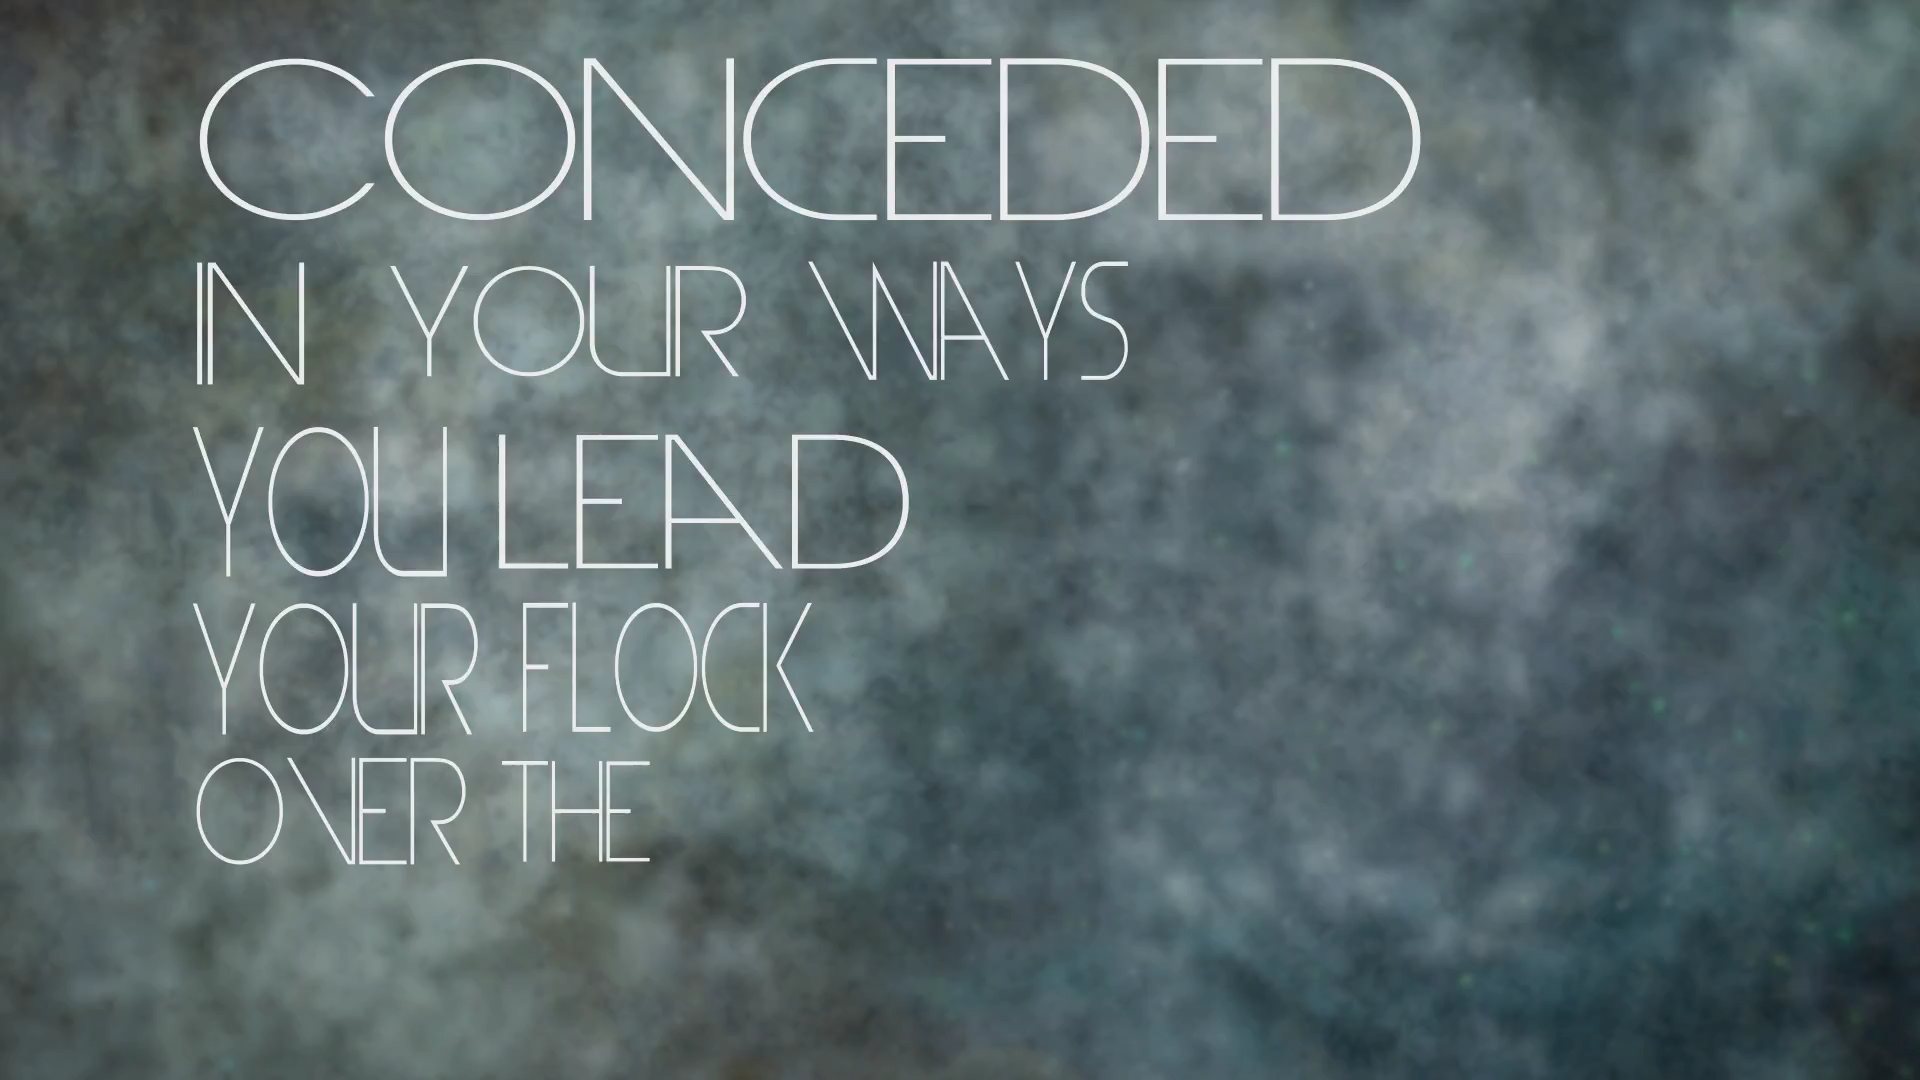 CONCEDED
IN YOUR WAYS
YOU LEAD
YOUR FLOCK
OVER THE